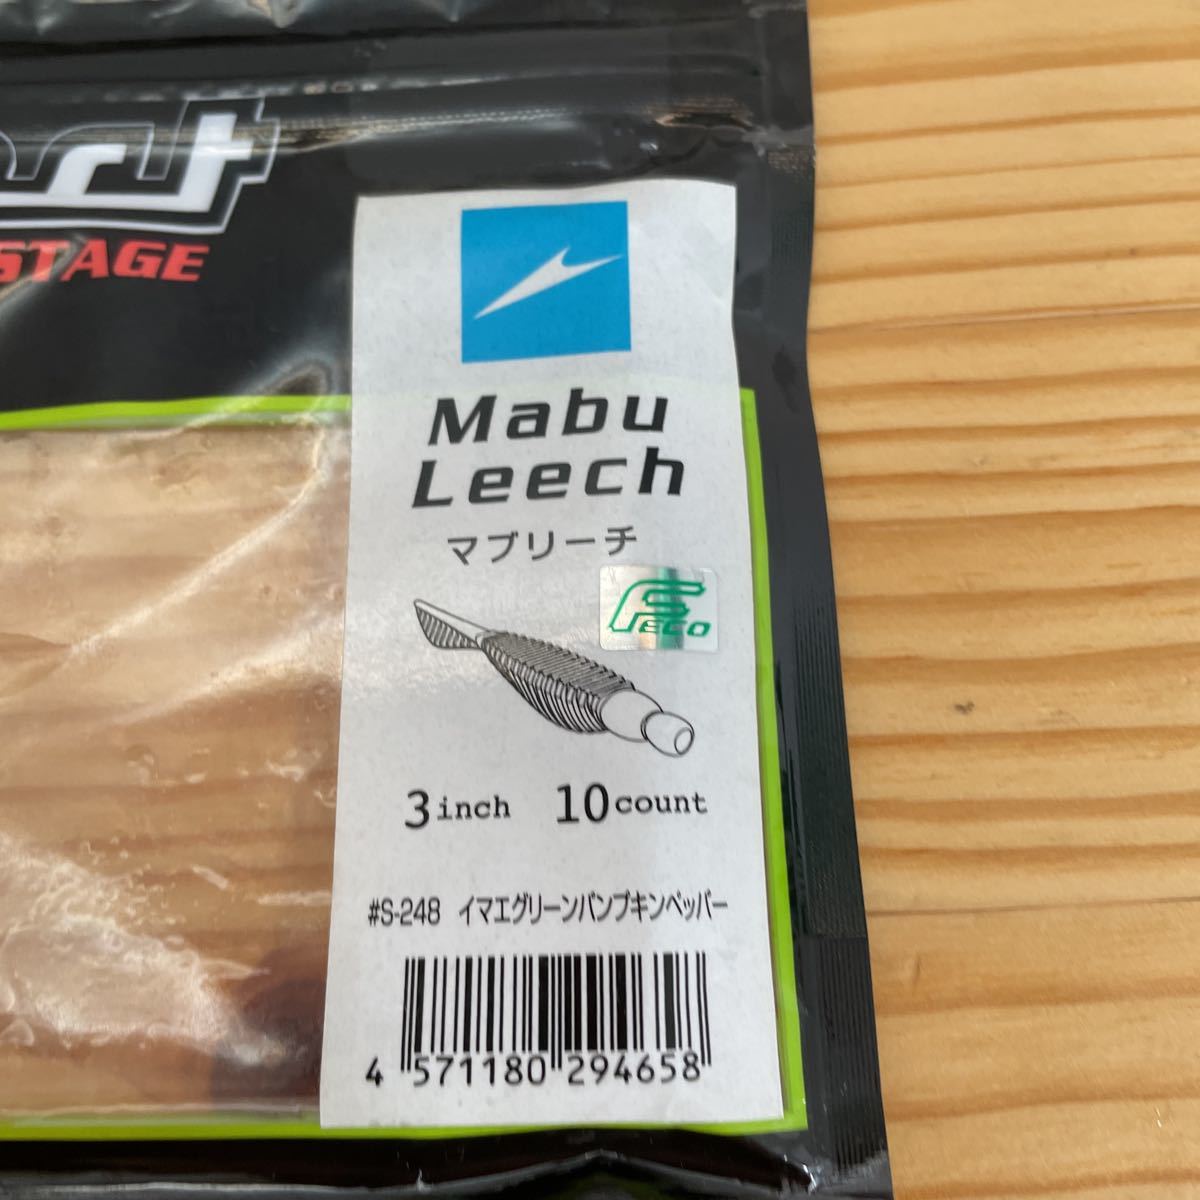 STAGE
Mabu
Leech
マブリーチ
FS
ECO
3 inch 10 count
#S-248 イマエグリーンパンプキンペッパー
4 571180 294658